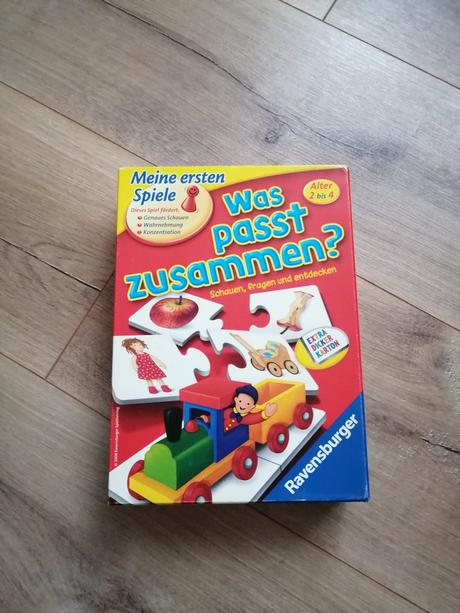 Meine ersten
Spiele
Dieses Spiel fördert:
Genaues Schauen
Wahrnehmung
Konzentration
Alter
2 bis 4
Was
passt
zusammen?
Schauen, fragen und entdecken
EXTRA
DICKER
KARTON
Ravensburger